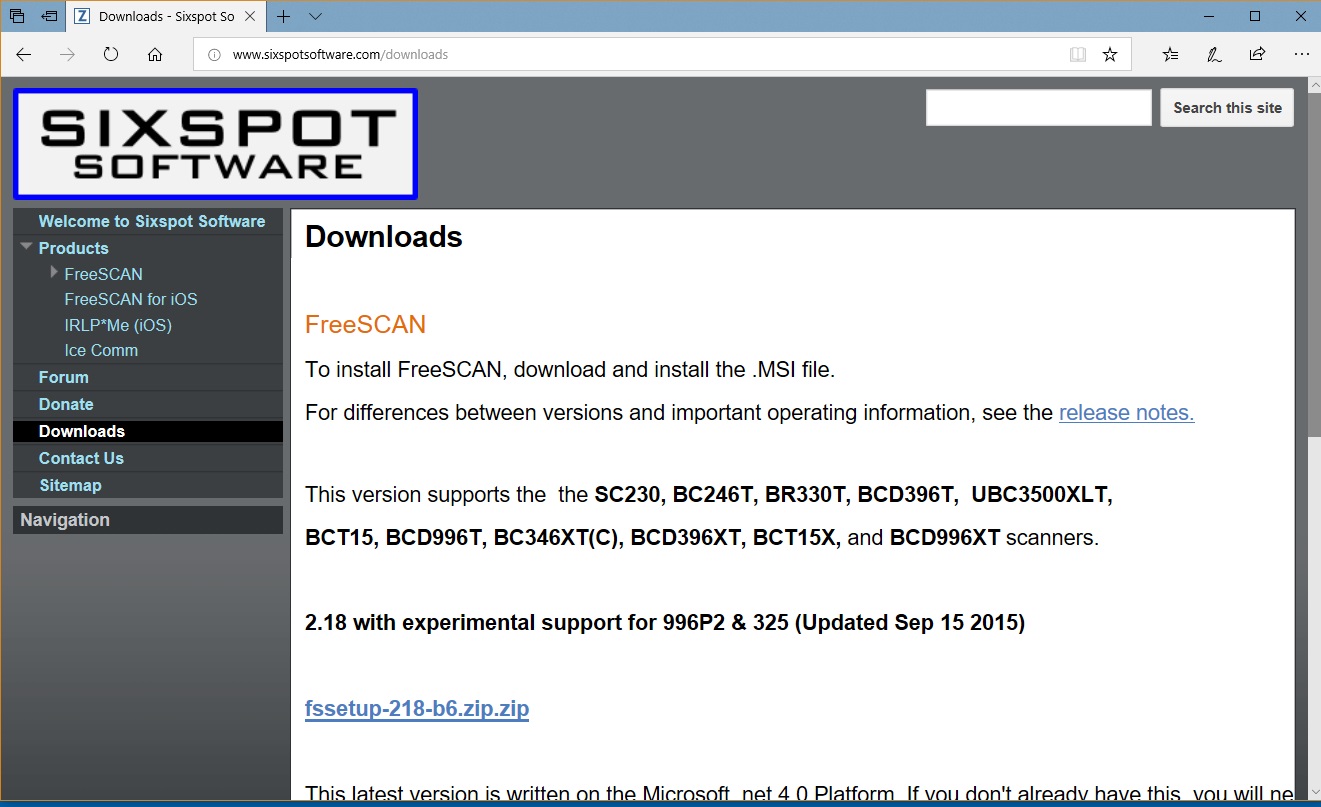 Downloads - Sixspot So
www.sixspotsoftware.com/downloads
SIXSPOT
SOFTWARE
Search this site
Welcome to Sixspot Software
Products
FreeSCAN
FreeSCAN for iOS
IRLP*Me (iOS)
Ice Comm
Forum
Donate
Downloads
Contact Us
Sitemap
Navigation
Downloads
FreeSCAN
To install FreeSCAN, download and install the .MSI file.
For differences between versions and important operating information, see the release notes.
This version supports the  the SC230, BC246T, BR330T, BCD396T,  UBC3500XLT,
BCT15, BCD996T, BC346XT(C), BCD396XT, BCT15X, and BCD996XT scanners.
2.18 with experimental support for 996P2 & 325 (Updated Sep 15 2015)
fssetup-218-b6.zip.zip
This latest version is written on the Microsoft .net 4.0 Platform. If you don't already have this, you will ne